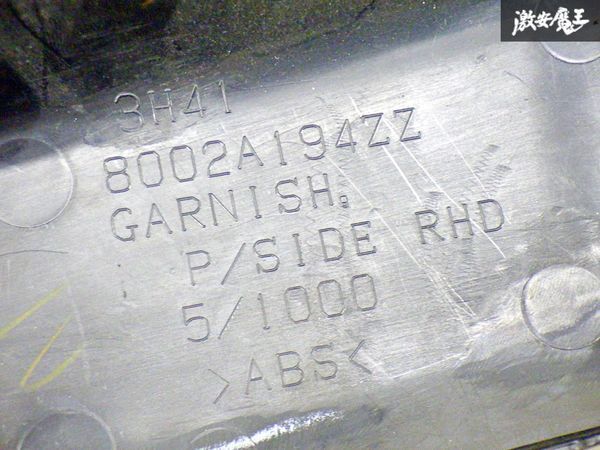 激安魔王
3H41
8002A194ZZ
GARNISH,
P/SIDE RHD
5/1000
>ABS<